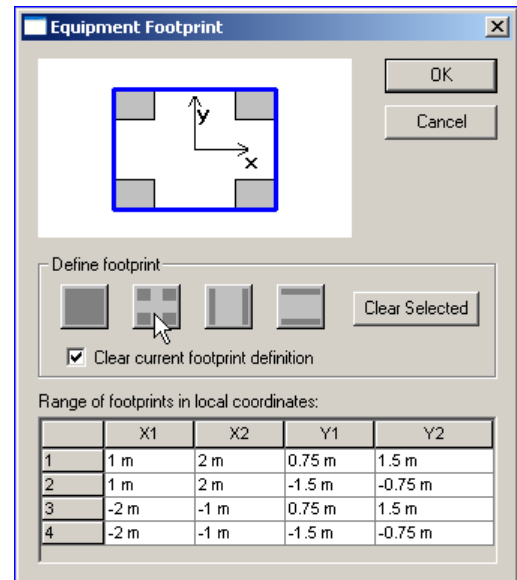 Equipment Footprint
OK
Cancel
y
x
Define footprint
Clear Selected
Clear current footprint definition
Range of footprints in local coordinates:
X1 X2 Y1 Y2
1 1 m 2 m 0.75 m 1.5 m
2 1 m 2 m -1.5 m -0.75 m
3 -2 m -1 m 0.75 m 1.5 m
4 -2 m -1 m -1.5 m -0.75 m